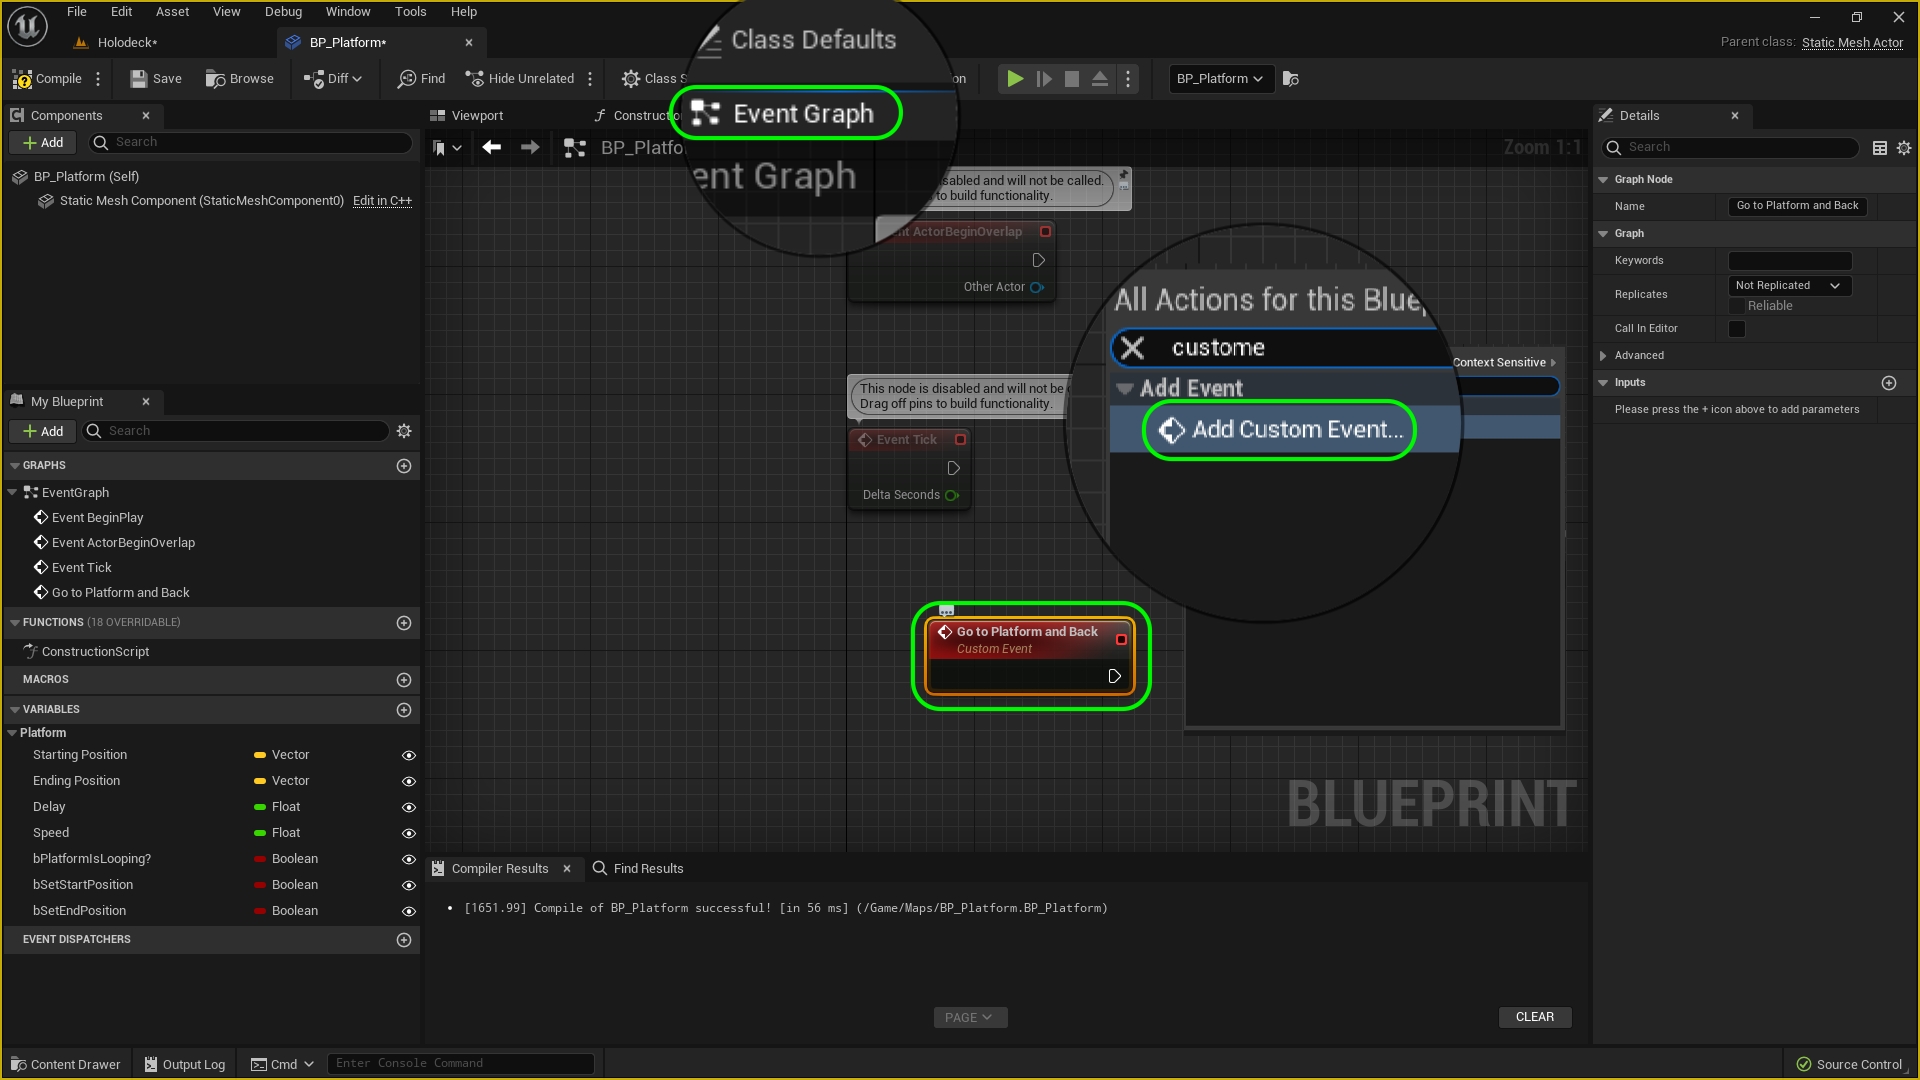 File Edit Asset View Debug Window Tools Help
Class Defaults
Holodeck*
BP_Platform*
Parent class: Static Mesh Actor
Compile
Save
Browse
Diff
Find
Hide Unrelated
Class S
on
BP_Platform
Components
Viewport
Constructio
Event Graph
Details
Add
Search
BP_Platfo
Zoom 1:1
Search
ent Graph
BP_Platform (Self)
Static Mesh Component (StaticMeshComponent0) Edit in C++
sabled and will not be called.
to build functionality.
nt ActorBeginOverlap
Other Actor
Graph Node
Name
Go to Platform and Back
Graph
Keywords
Replicates
Not Replicated
Reliable
Call In Editor
Advanced
Inputs
Please press the + icon above to add parameters
All Actions for this Blue
custome
Context Sensitive
Add Event
Add Custom Event...
This node is disabled and will not be
Drag off pins to build functionality.
Event Tick
Delta Seconds
My Blueprint
Add
Search
GRAPHS
EventGraph
Event BeginPlay
Event ActorBeginOverlap
Event Tick
Go to Platform and Back
FUNCTIONS (18 OVERRIDABLE)
ConstructionScript
MACROS
VARIABLES
Platform
Starting Position Vector
Ending Position Vector
Delay Float
Speed Float
bPlatformIsLooping? Boolean
bSetStartPosition Boolean
bSetEndPosition Boolean
EVENT DISPATCHERS
Go to Platform and Back
Custom Event
BLUEPRINT
Compiler Results
Find Results
[1651.99] Compile of BP_Platform successful! [in 56 ms] (/Game/Maps/BP_Platform.BP_Platform)
PAGE
CLEAR
Content Drawer
Output Log
Cmd
Enter Console Command
Source Control